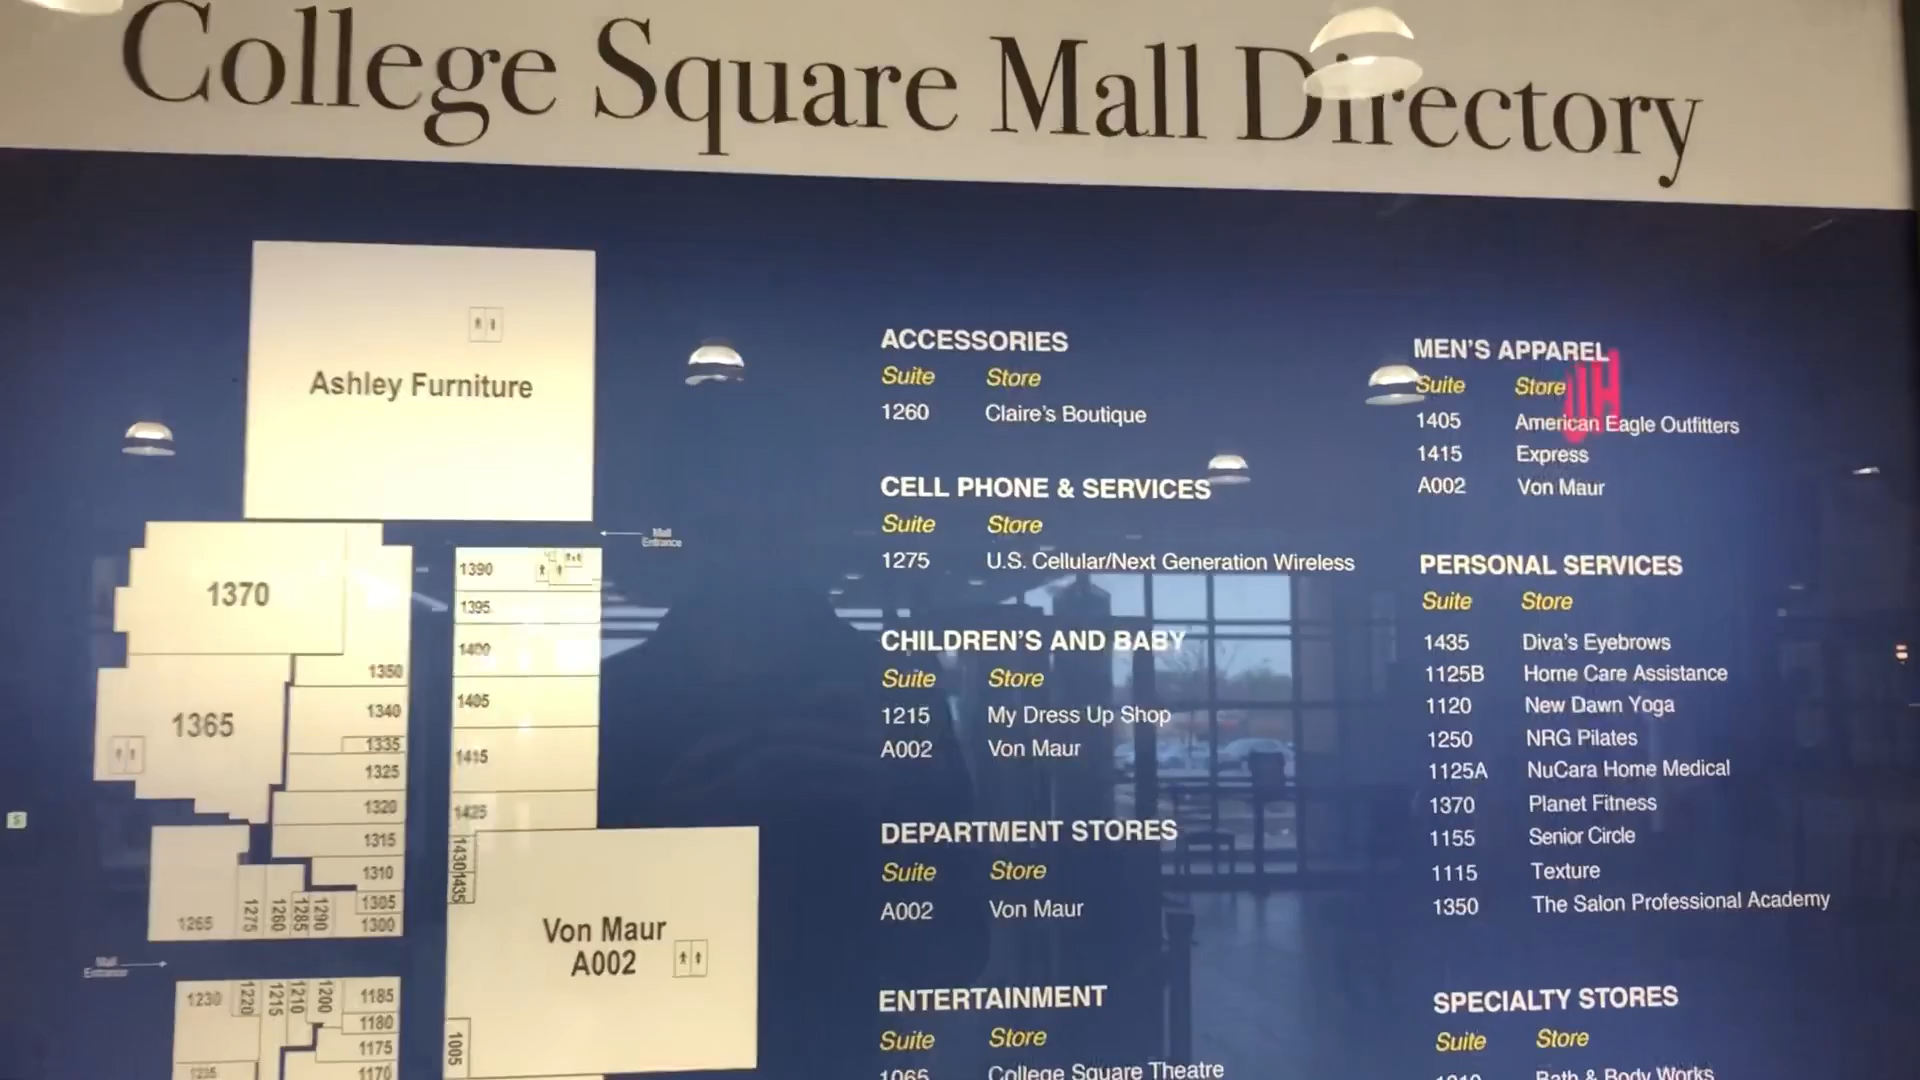 College Square Mall Directory
Ashley Furniture
Mall Entrance
1370
1365
1350
1340
1335
1325
1320
1315
1310
1305
1300
1265
1275
1260
1285
1290
Mall Entrance
1230
1220
1215
1210
1200
1185
1180
1175
1170
1390
1395
1400
1405
1415
1425
1430
1435
Von Maur
A002
1005
ACCESSORIES
Suite Store
1260 Claire's Boutique
CELL PHONE & SERVICES
Suite Store
1275 U.S. Cellular/Next Generation Wireless
CHILDREN'S AND BABY
Suite Store
1215 My Dress Up Shop
A002 Von Maur
DEPARTMENT STORES
Suite Store
A002 Von Maur
ENTERTAINMENT
Suite Store
1065 College Square Theatre
MEN'S APPAREL
Suite Store
1405 American Eagle Outfitters
1415 Express
A002 Von Maur
PERSONAL SERVICES
Suite Store
1435 Diva's Eyebrows
1125B Home Care Assistance
1120 New Dawn Yoga
1250 NRG Pilates
1125A NuCara Home Medical
1370 Planet Fitness
1155 Senior Circle
1115 Texture
1350 The Salon Professional Academy
SPECIALTY STORES
Suite Store
Bath & Body Works